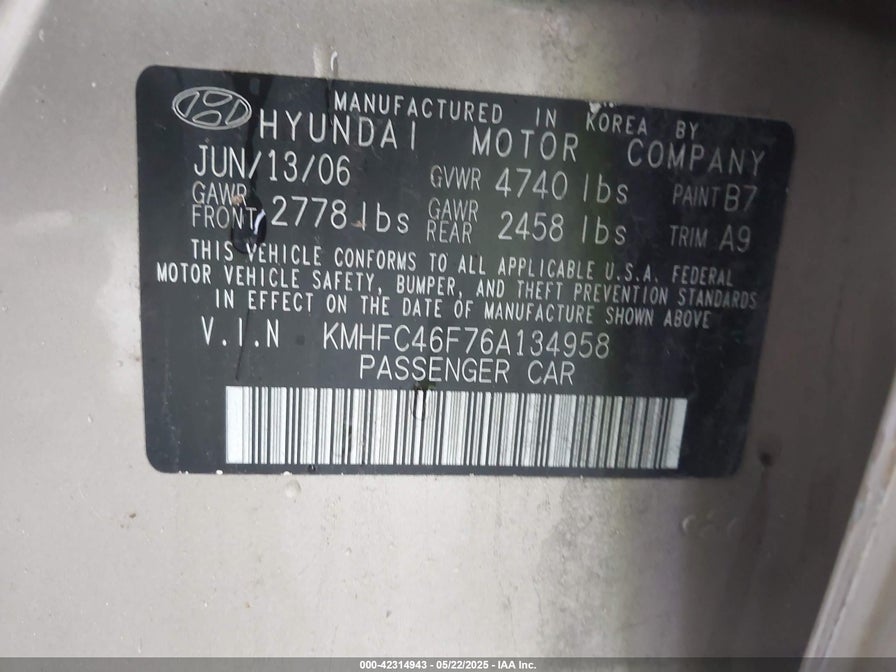 MANUFACTURED IN KOREA BY
HYUNDAI MOTOR COMPANY
JUN/13/06 GVWR 4740 lbs PAINT B7
GAWR FRONT 2778 lbs GAWR REAR 2458 lbs TRIM A9
THIS VEHICLE CONFORMS TO ALL APPLICABLE U.S.A. FEDERAL
MOTOR VEHICLE SAFETY, BUMPER, AND THEFT PREVENTION STANDARDS
IN EFFECT ON THE DATE OF MANUFACTURE SHOWN ABOVE
V.I.N KMHFC46F76A134958
PASSENGER CAR
000-42314943 - 05/22/2025 - IAA Inc.